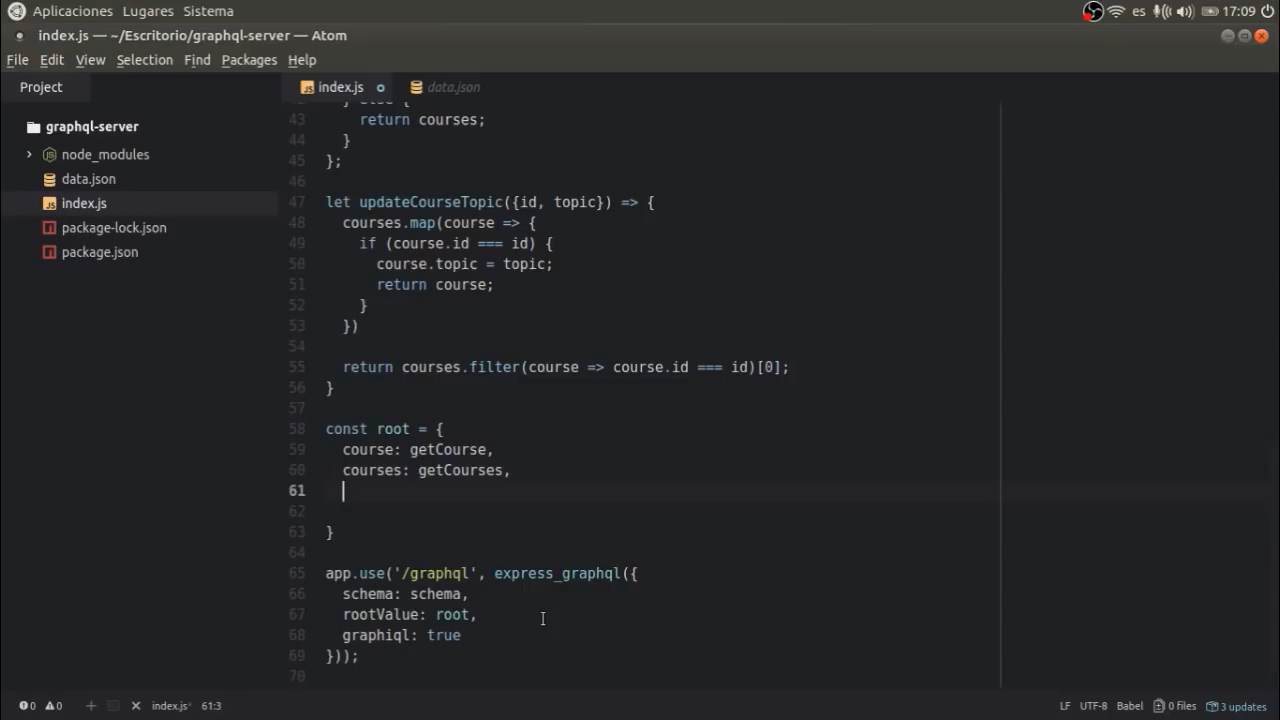 Aplicaciones Lugares Sistema es 17:09
index.js — ~/Escritorio/graphql-server — Atom
File Edit View Selection Find Packages Help
Project
index.js data.json
graphql-server
node_modules
data.json
index.js
package-lock.json
package.json
42 } else {
43 return courses;
44 }
45 };
46
47 let updateCourseTopic({id, topic}) => {
48 courses.map(course => {
49 if (course.id === id) {
50 course.topic = topic;
51 return course;
52 }
53 })
54
55 return courses.filter(course => course.id === id)[0];
56 }
57
58 const root = {
59 course: getCourse,
60 courses: getCourses,
61
62
63 }
64
65 app.use('/graphql', express_graphql({
66 schema: schema,
67 rootValue: root,
68 graphiql: true
69 }));
70
0 0 index.js* 61:3 LF UTF-8 Babel 0 files 3 updates